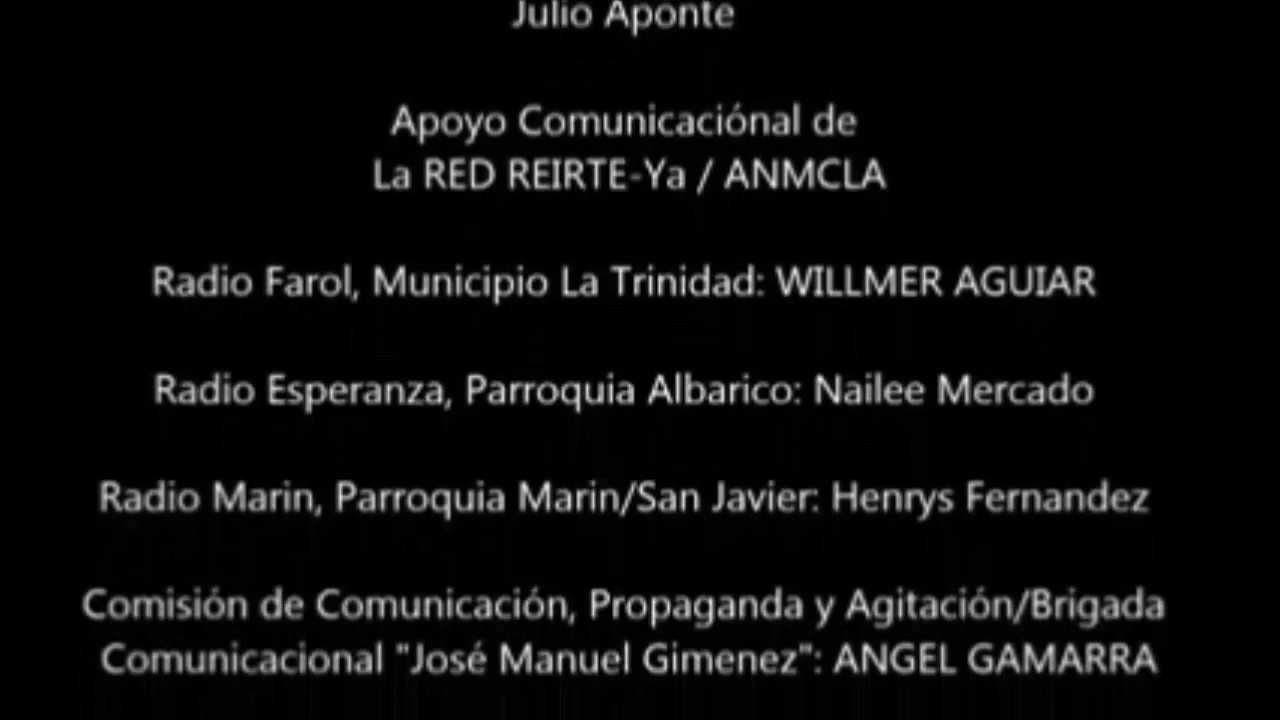 Julio Aponte
Apoyo Comunicaciónal de
La RED REIRTE-Ya / ANMCLA
Radio Farol, Municipio La Trinidad: WILLMER AGUIAR
Radio Esperanza, Parroquia Albarico: Nailee Mercado
Radio Marin, Parroquia Marin/San Javier: Henrys Fernandez
Comisión de Comunicación, Propaganda y Agitación/Brigada
Comunicacional "José Manuel Gimenez": ANGEL GAMARRA